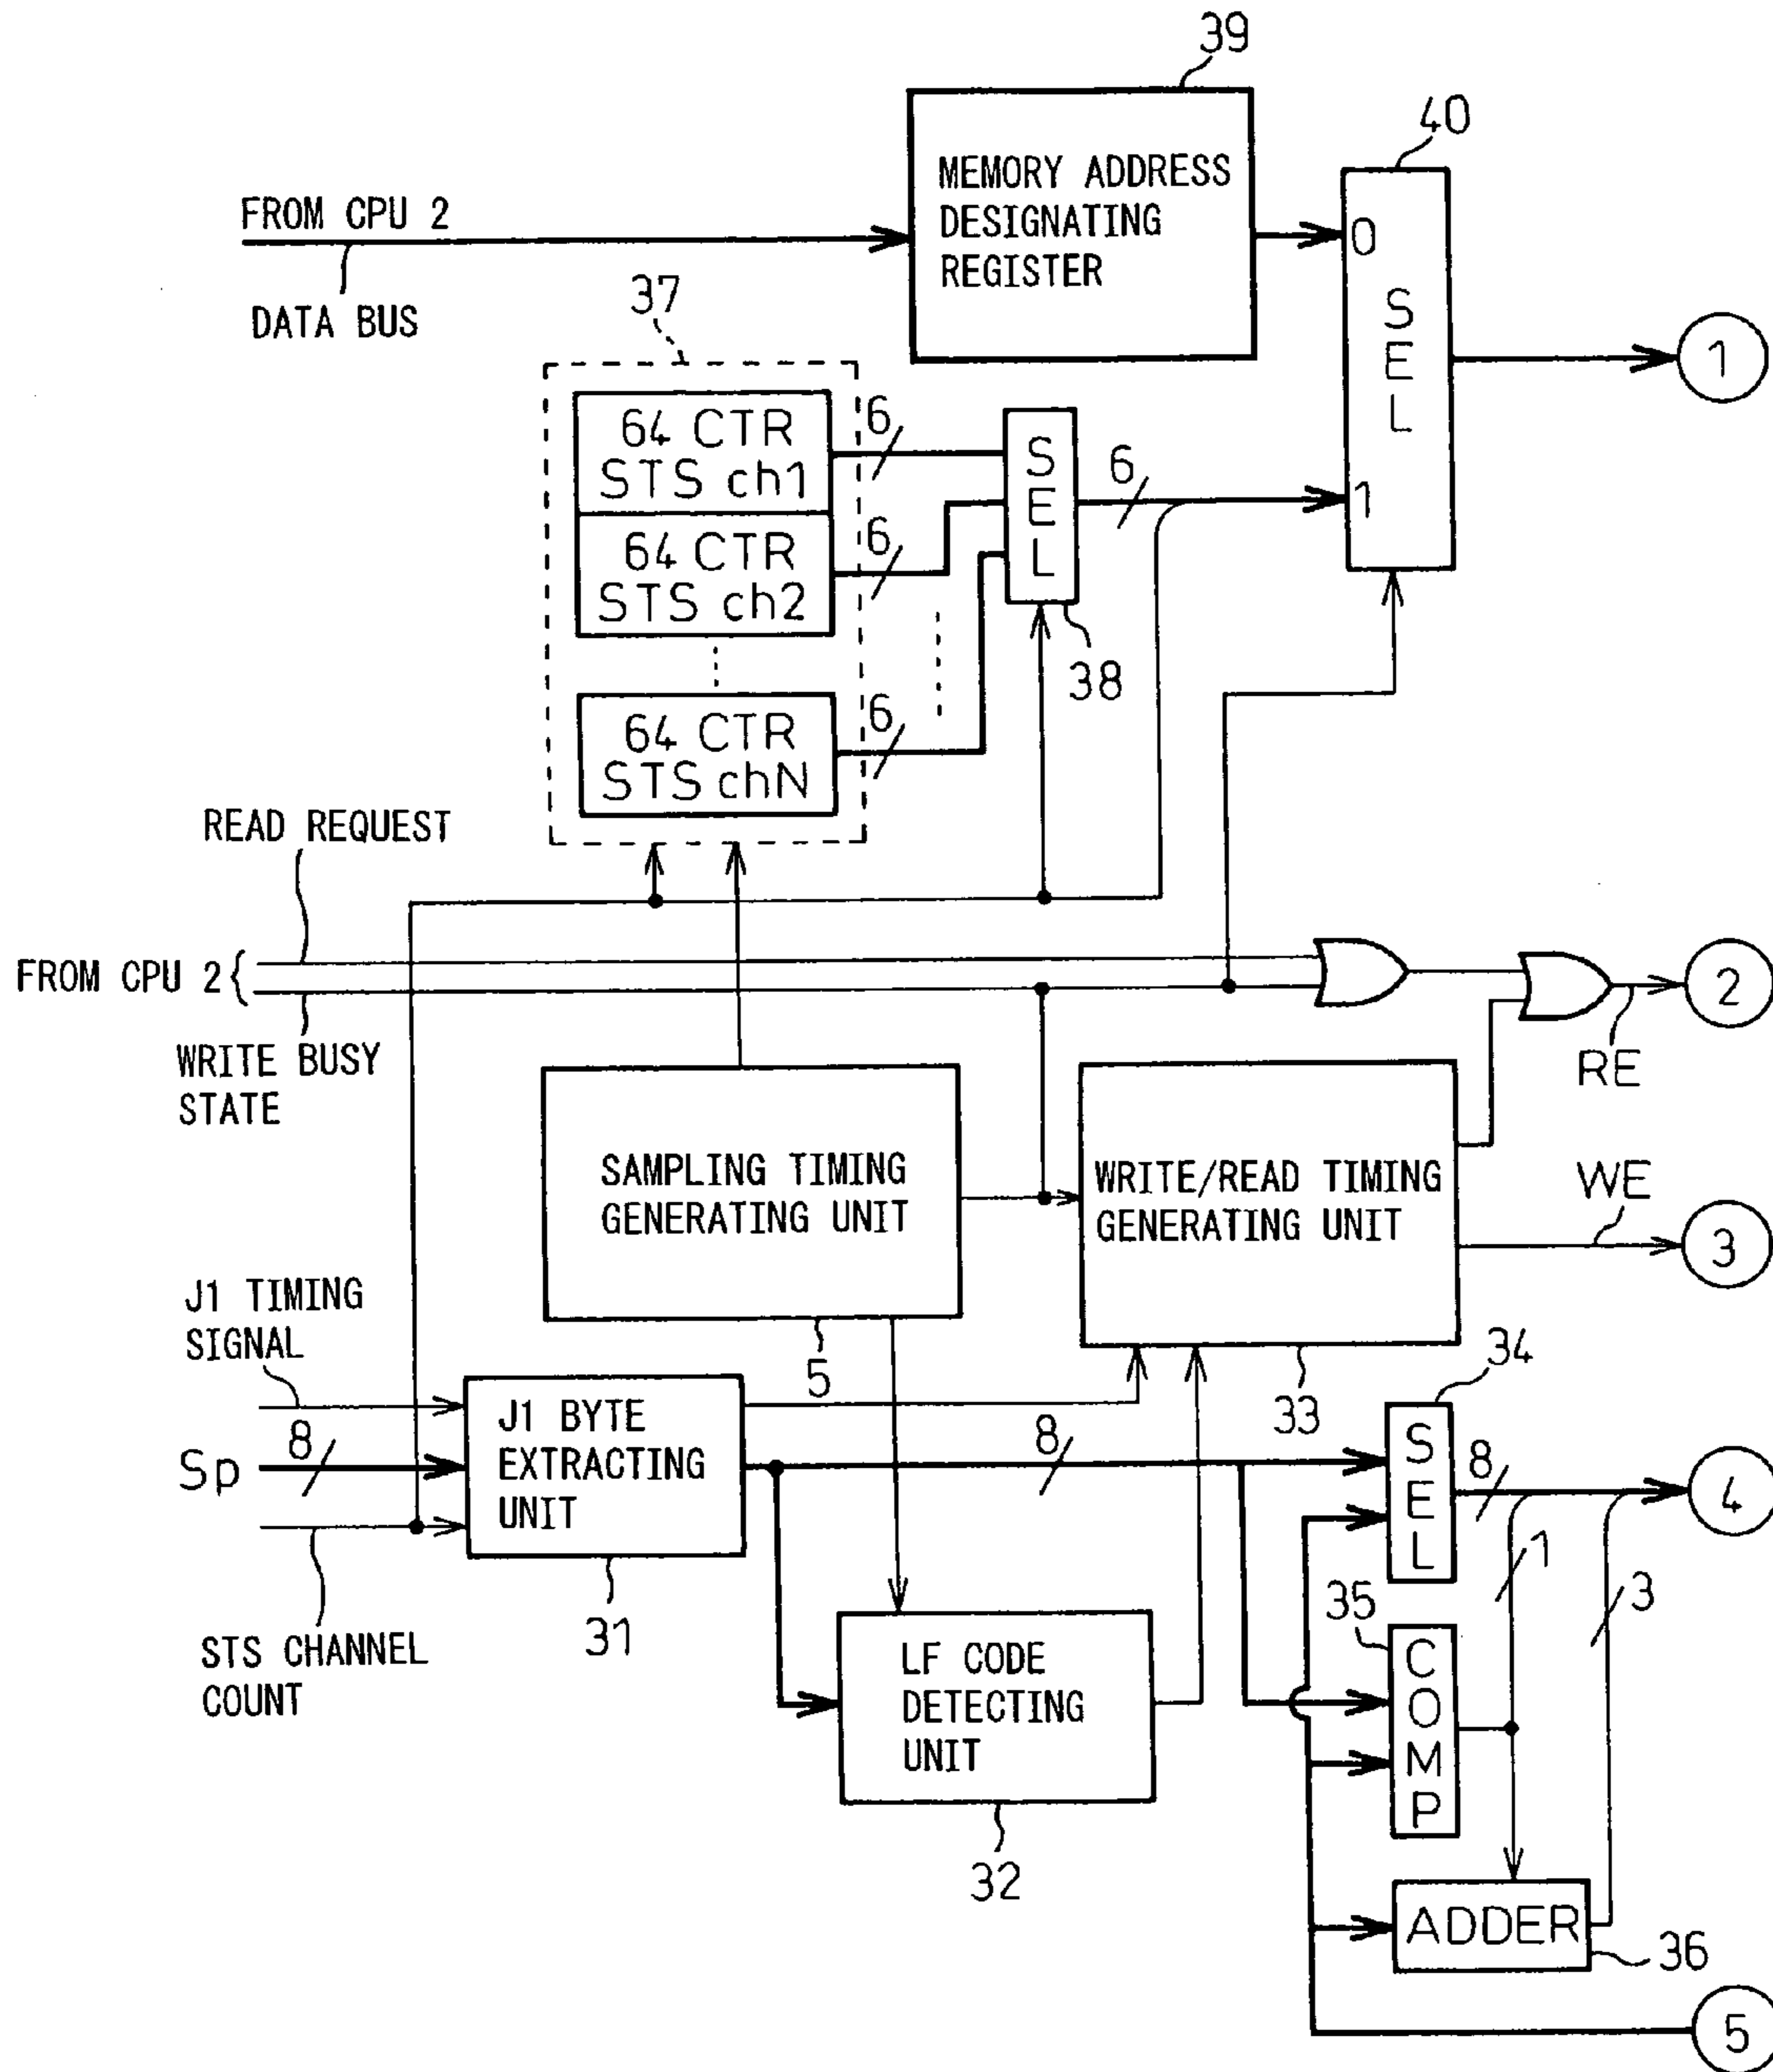 39
MEMORY ADDRESS
DESIGNATING
REGISTER
40
0
SEL
1
1
FROM CPU 2
DATA BUS
37
64 CTR
STS ch1
6
64 CTR
STS ch2
6
64 CTR
STS chN
6
SEL
6
38
READ REQUEST
FROM CPU 2
WRITE BUSY
STATE
2
RE
SAMPLING TIMING
GENERATING UNIT
5
WRITE/READ TIMING
GENERATING UNIT
33
WE
3
J1 TIMING
SIGNAL
8
Sp
STS CHANNEL
COUNT
J1 BYTE
EXTRACTING
UNIT
31
8
34
SEL
8
4
1
3
LF CODE
DETECTING
UNIT
32
35
COMP
ADDER
36
5